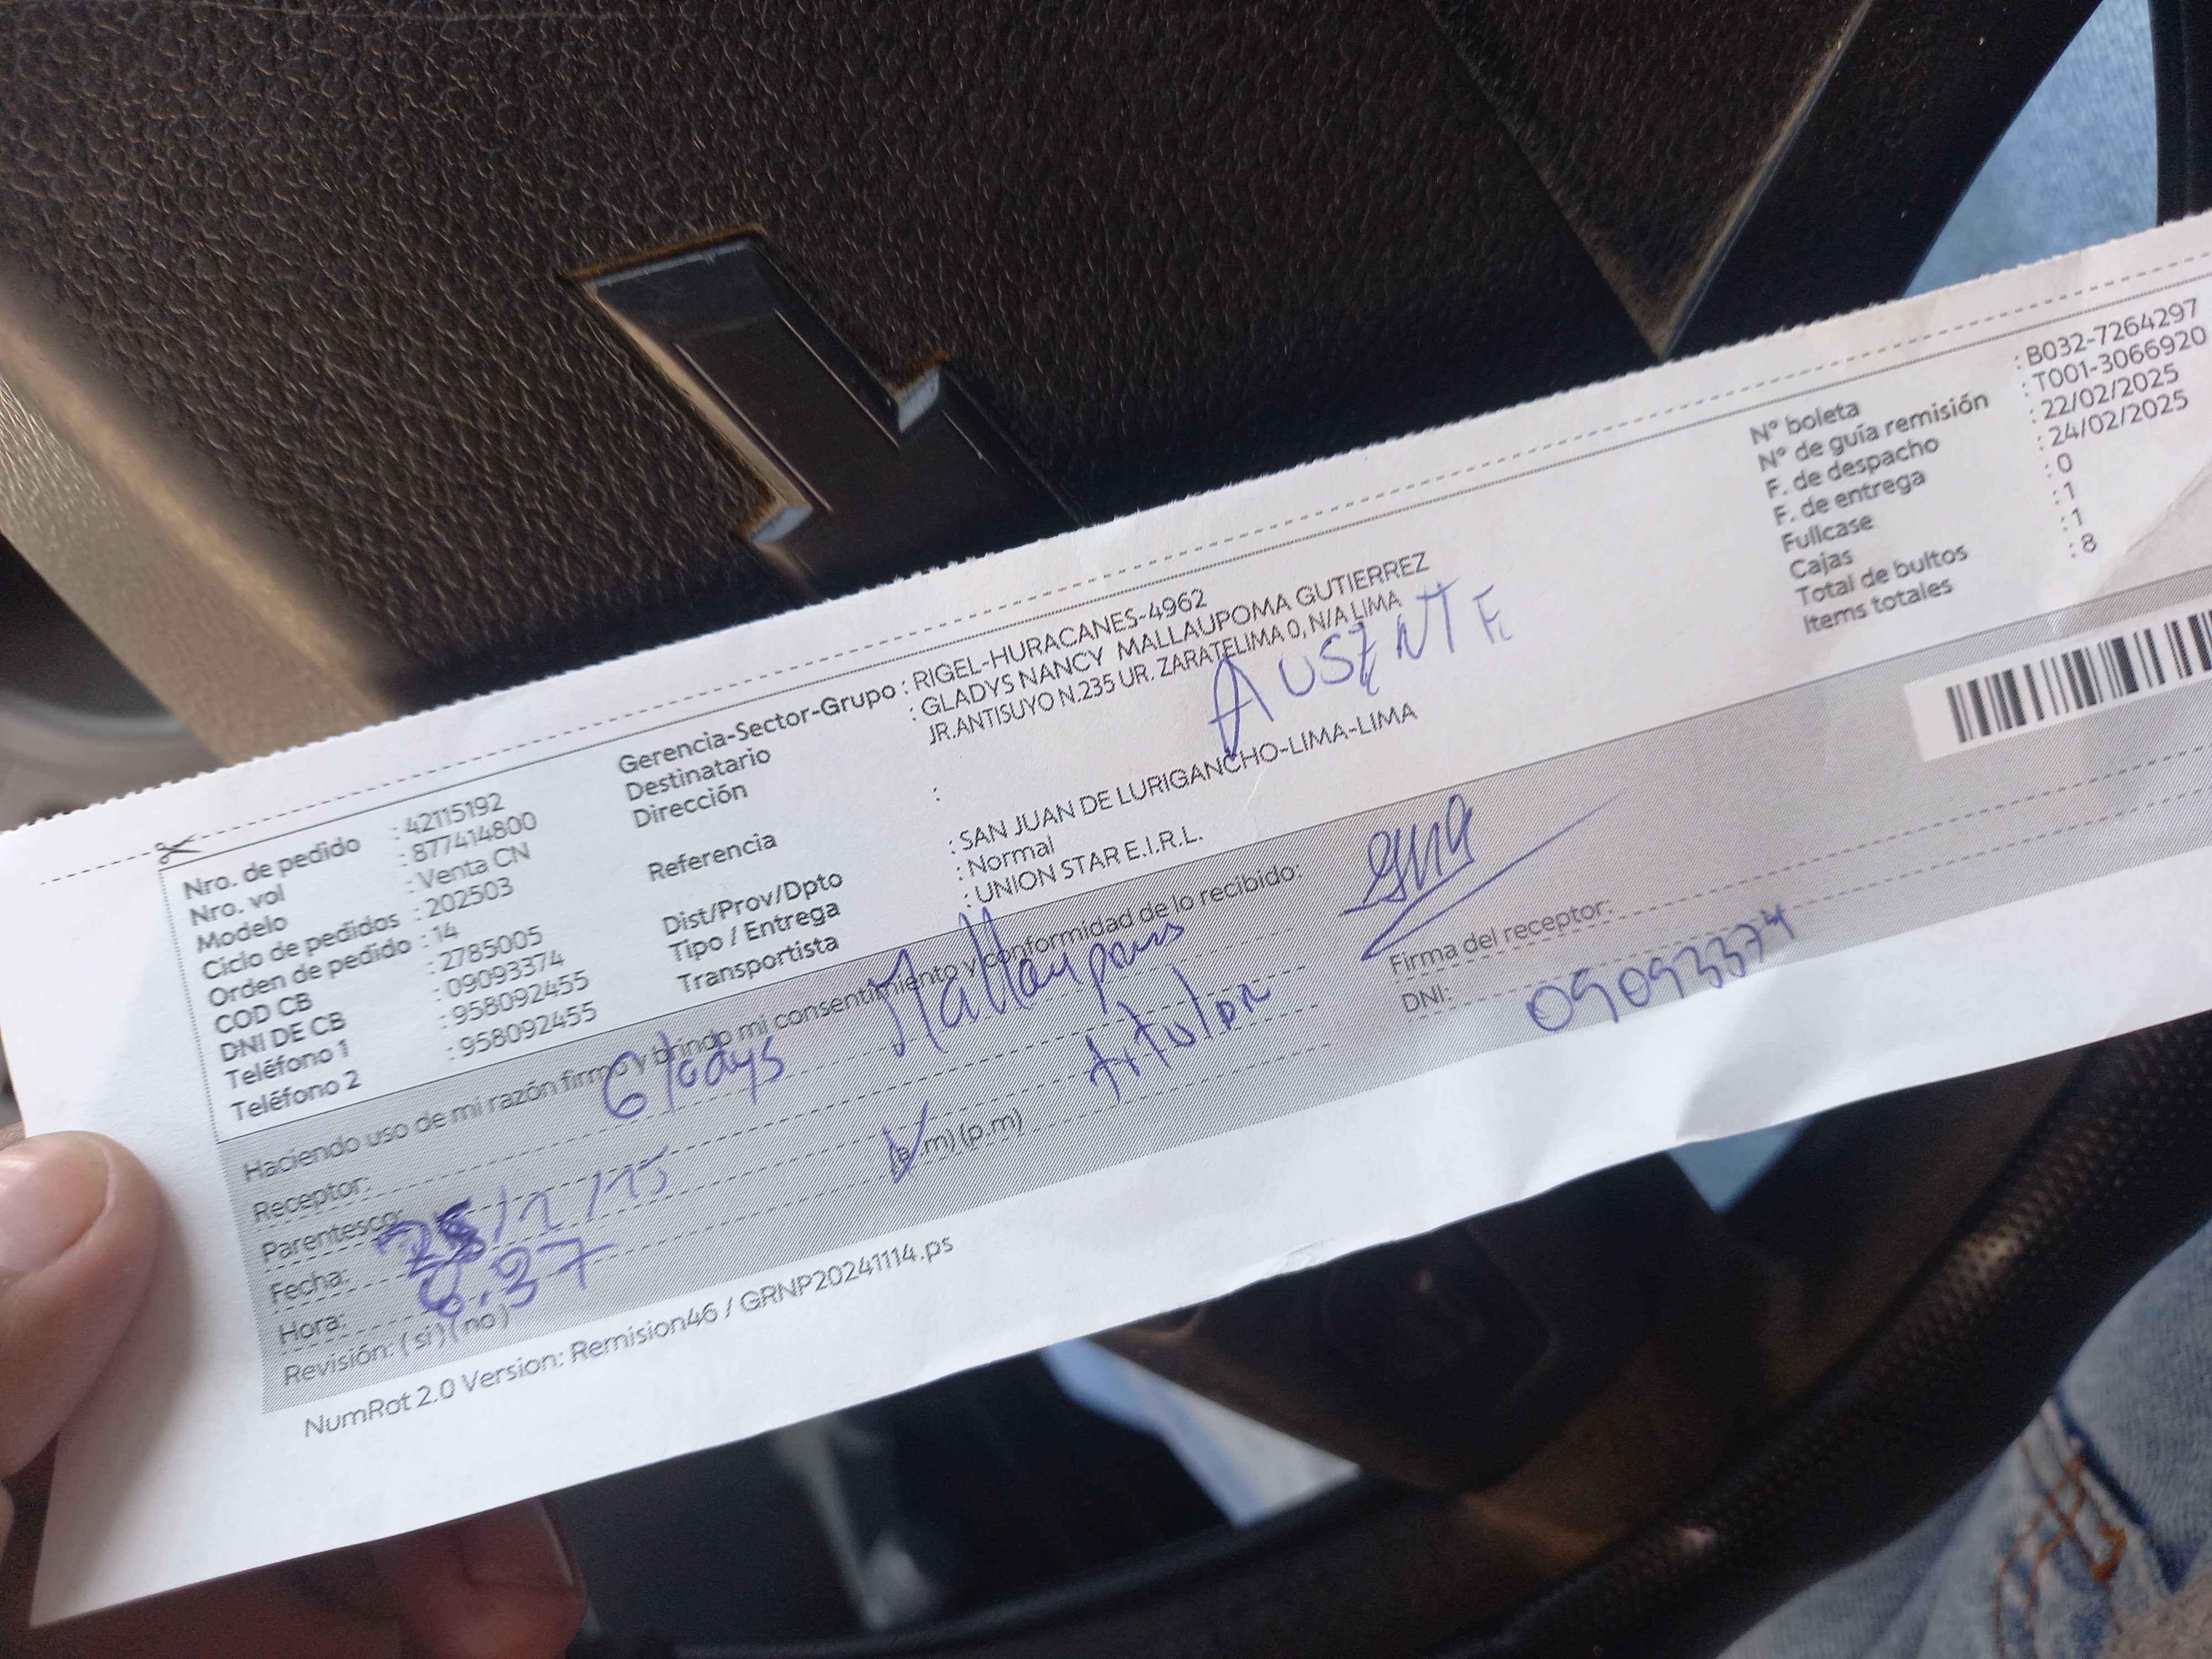 Nro. de pedido : 42115192
Nro. vol : 877414800
Modelo : Venta CN
Ciclo de pedidos : 202503
Orden de pedido : 14
COD CB : 2785005
DNI DE CB : 09093374
Teléfono 1 : 958092455
Teléfono 2 : 958092455
Gerencia-Sector-Grupo : RIGEL-HURACANES-4962
Destinatario : GLADYS NANCY MALLAUPOMA GUTIERREZ
Dirección JR.ANTISUYO N.235 UR. ZARATELIMA 0, N/A LIMA
AUSENTE
Referencia :
Dist/Prov/Dpto : SAN JUAN DE LURIGANCHO-LIMA-LIMA
Tipo / Entrega : Normal
Transportista : UNION STAR E.I.R.L.
N° boleta : B032-7264297
N° de guía remisión : T001-3066920
F. de despacho : 22/02/2025
F. de entrega : 24/02/2025
Fullcase : 0
Cajas : 1
Total de bultos : 1
Items totales : 8
Haciendo uso de mi razón firmo y brindo mi consentimiento y conformidad de lo recibido:
Receptor: Gladys Mallaupoma
Parentesco: titular
Fecha:
Hora: 8.37 (a.m) (p.m)
Revisión: ( si ) ( no )
Firma del receptor:
DNI: 09093374
NumRot 2.0 Version: Remision46 / GRNP20241114.ps